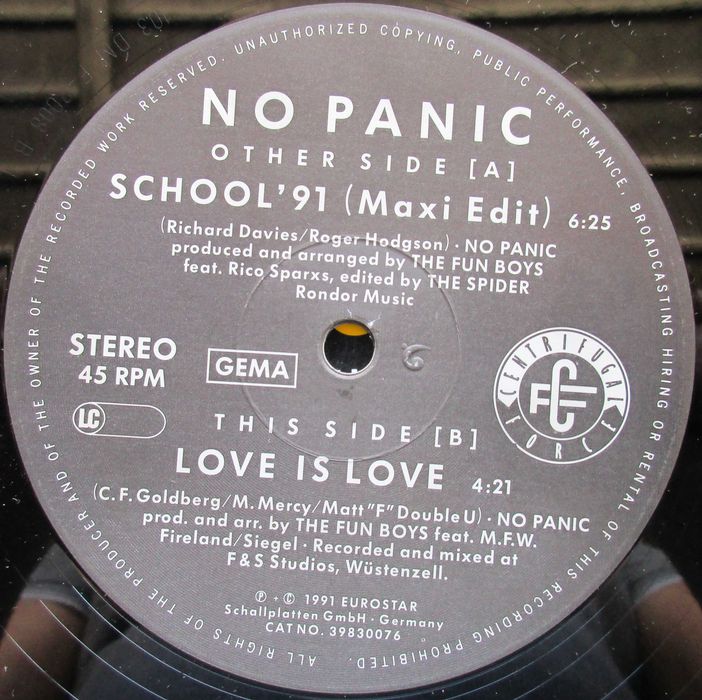 NO PANIC
OTHER SIDE [A]
SCHOOL'91 (Maxi Edit) 6:25
(Richard Davies/Roger Hodgson) · NO PANIC
produced and arranged by THE FUN BOYS
feat. Rico Sparxs, edited by THE SPIDER
Rondor Music
STEREO
45 RPM
GEMA
LC
CENTRIFUGAL
FORCE
CF
THIS SIDE [B]
LOVE IS LOVE 4:21
(C.F. Goldberg/M. Mercy/Matt "F" Double U) · NO PANIC
prod. and arr. by THE FUN BOYS feat. M.F.W.
Fireland/Siegel · Recorded and mixed at
F & S Studios, Wüstenzell.
℗ + © 1991 EUROSTAR
Schallplatten GmbH · Germany
CAT NO. 39830076
ALL RIGHTS OF THE PRODUCER AND OF THE OWNER OF THE RECORDED WORK RESERVED. UNAUTHORIZED COPYING, PUBLIC PERFORMANCE, BROADCASTING HIRING OR RENTAL OF THIS RECORDING PROHIBITED.